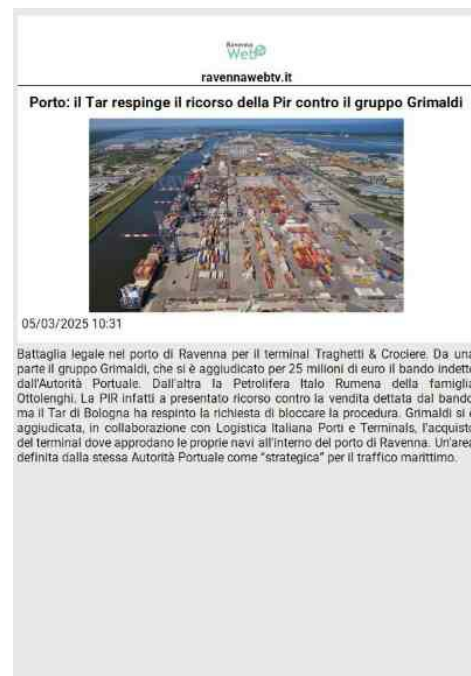 Ravenna
Web
ravennawebtv.it
Porto: il Tar respinge il ricorso della Pir contro il gruppo Grimaldi
05/03/2025 10:31
Battaglia legale nel porto di Ravenna per il terminal Traghetti & Crociere. Da una
parte il gruppo Grimaldi, che si è aggiudicato per 25 milioni di euro il bando indetto
dall'Autorità Portuale. Dall'altra la Petrolifera Italo Rumena della famiglia
Ottolenghi. La PIR infatti a presentato ricorso contro la vendita dettata dal bando
ma il Tar di Bologna ha respinto la richiesta di bloccare la procedura. Grimaldi si è
aggiudicata, in collaborazione con Logistica Italiana Porti e Terminals, l'acquisto
del terminal dove approdano le proprie navi all'interno del porto di Ravenna. Un'area
definita dalla stessa Autorità Portuale come "strategica" per il traffico marittimo.